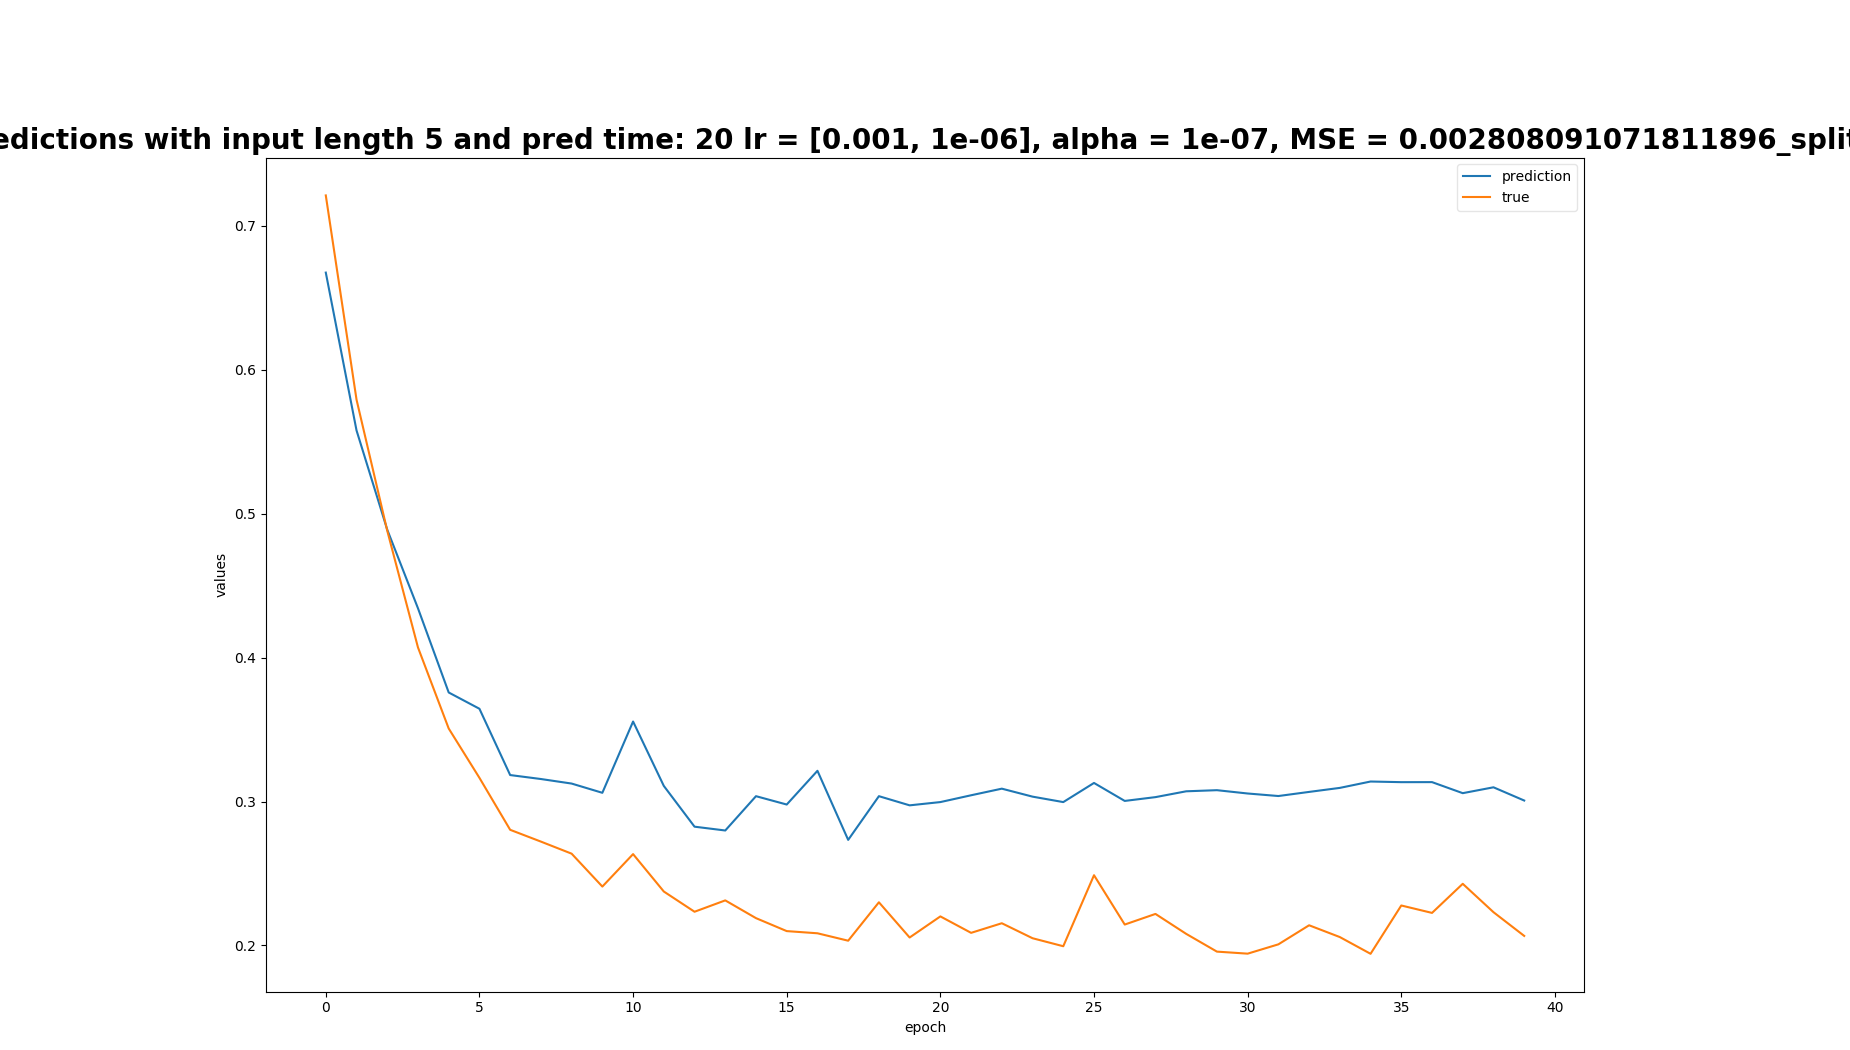 edictions with input length 5 and pred time: 20 lr = [0.001, 1e-06], alpha = 1e-07, MSE = 0.002808091071811896_split
prediction
true
0.7
0.6
0.5
0.4
0.3
0.2
values
0 5 10 15 20 25 30 35 40
epoch